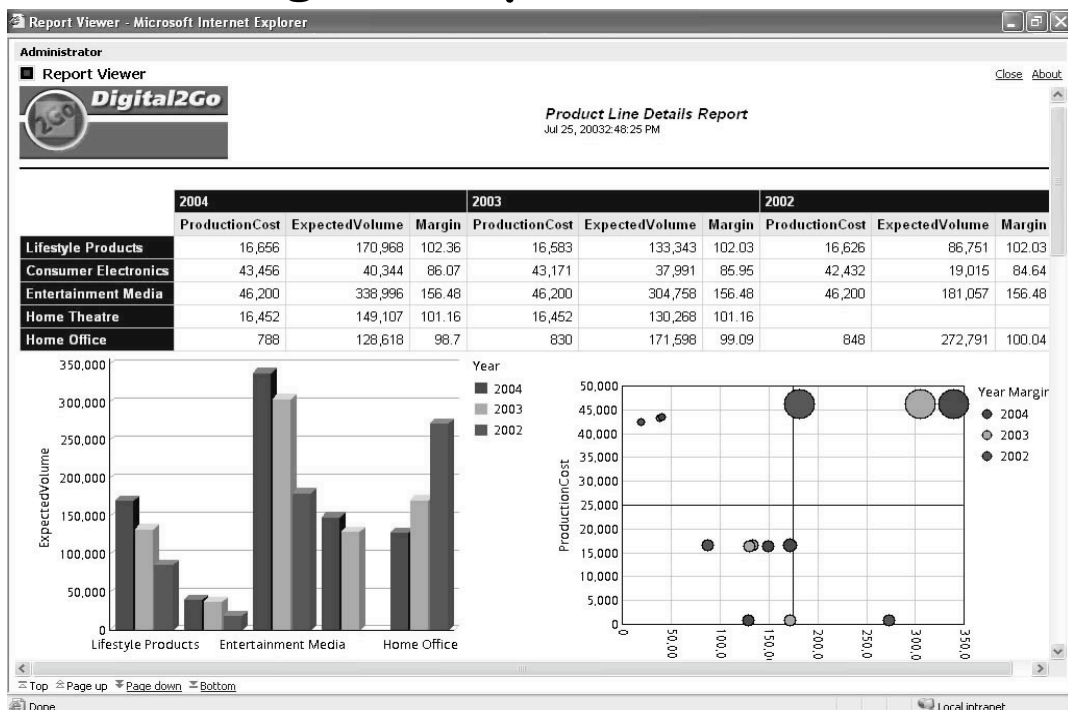 Report Viewer - Microsoft Internet Explorer
Administrator
Report Viewer
Close About
Digital2Go
2Go
Product Line Details Report
Jul 25, 20032:48:25 PM
2004 2003 2002
ProductionCost ExpectedVolume Margin ProductionCost ExpectedVolume Margin ProductionCost ExpectedVolume Margin
Lifestyle Products 16,656 170,968 102.36 16,583 133,343 102.03 16,626 86,751 102.03
Consumer Electronics 43,456 40,344 86.07 43,171 37,991 85.95 42,432 19,015 84.64
Entertainment Media 46,200 338,996 156.48 46,200 304,758 156.48 46,200 181,057 156.48
Home Theatre 16,452 149,107 101.16 16,452 130,268 101.16
Home Office 788 128,618 98.7 830 171,598 99.09 848 272,791 100.04
350,000
300,000
250,000
200,000
150,000
100,000
50,000
0
ExpectedVolume
Lifestyle Products Entertainment Media Home Office
Year
2004
2003
2002
50,000
45,000
40,000
35,000
30,000
25,000
20,000
15,000
10,000
5,000
0
ProductionCost
0 50.00 100.0 150.0 200.0 250.0 300.0 350.0
Year Margin
2004
2003
2002
Top Page up Page down Bottom
Done
Local intranet